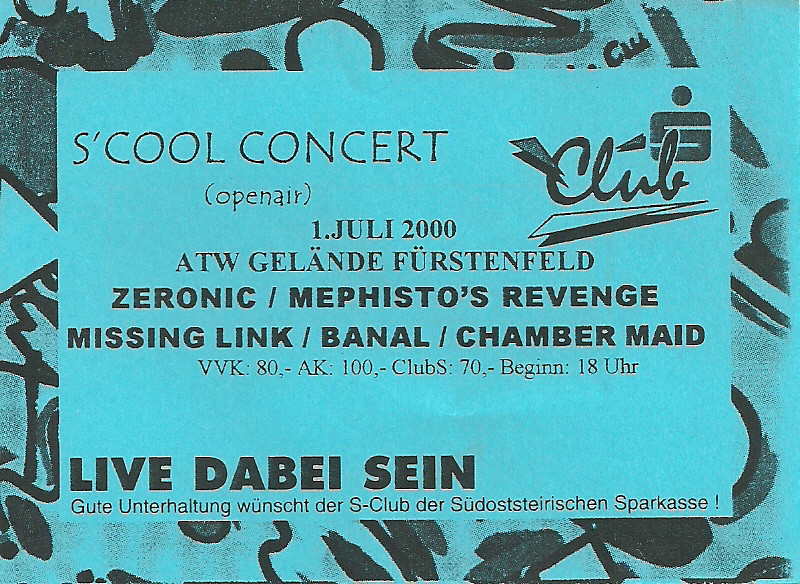 S'COOL CONCERT
(openair)
Club
1.JULI 2000
ATW GELÄNDE FÜRSTENFELD
ZERONIC / MEPHISTO'S REVENGE
MISSING LINK / BANAL / CHAMBER MAID
VVK: 80,- AK: 100,- ClubS: 70,- Beginn: 18 Uhr
LIVE DABEI SEIN
Gute Unterhaltung wünscht der S-Club der Südoststeirischen Sparkasse !